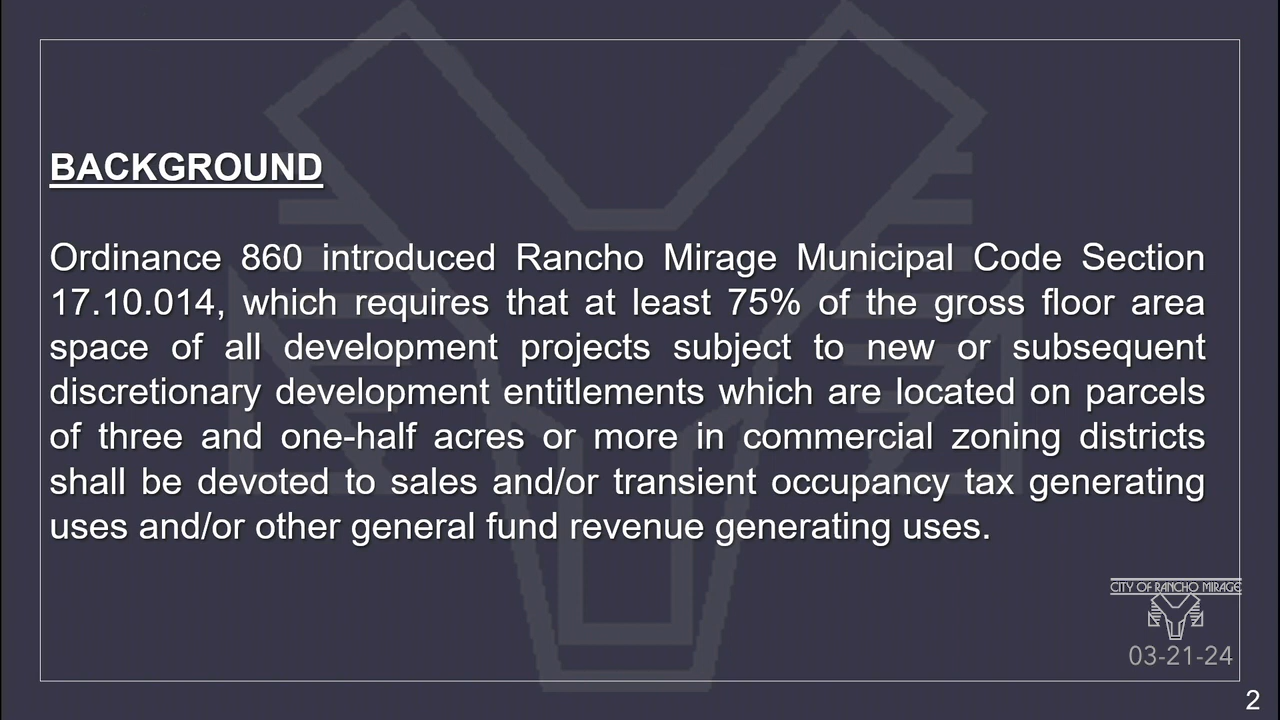 BACKGROUND
Ordinance 860 introduced Rancho Mirage Municipal Code Section
17.10.014, which requires that at least 75% of the gross floor area
space of all development projects subject to new or subsequent
discretionary development entitlements which are located on parcels
of three and one-half acres or more in commercial zoning districts
shall be devoted to sales and/or transient occupancy tax generating
uses and/or other general fund revenue generating uses.
CITY OF RANCHO MIRAGE
03-21-24
2